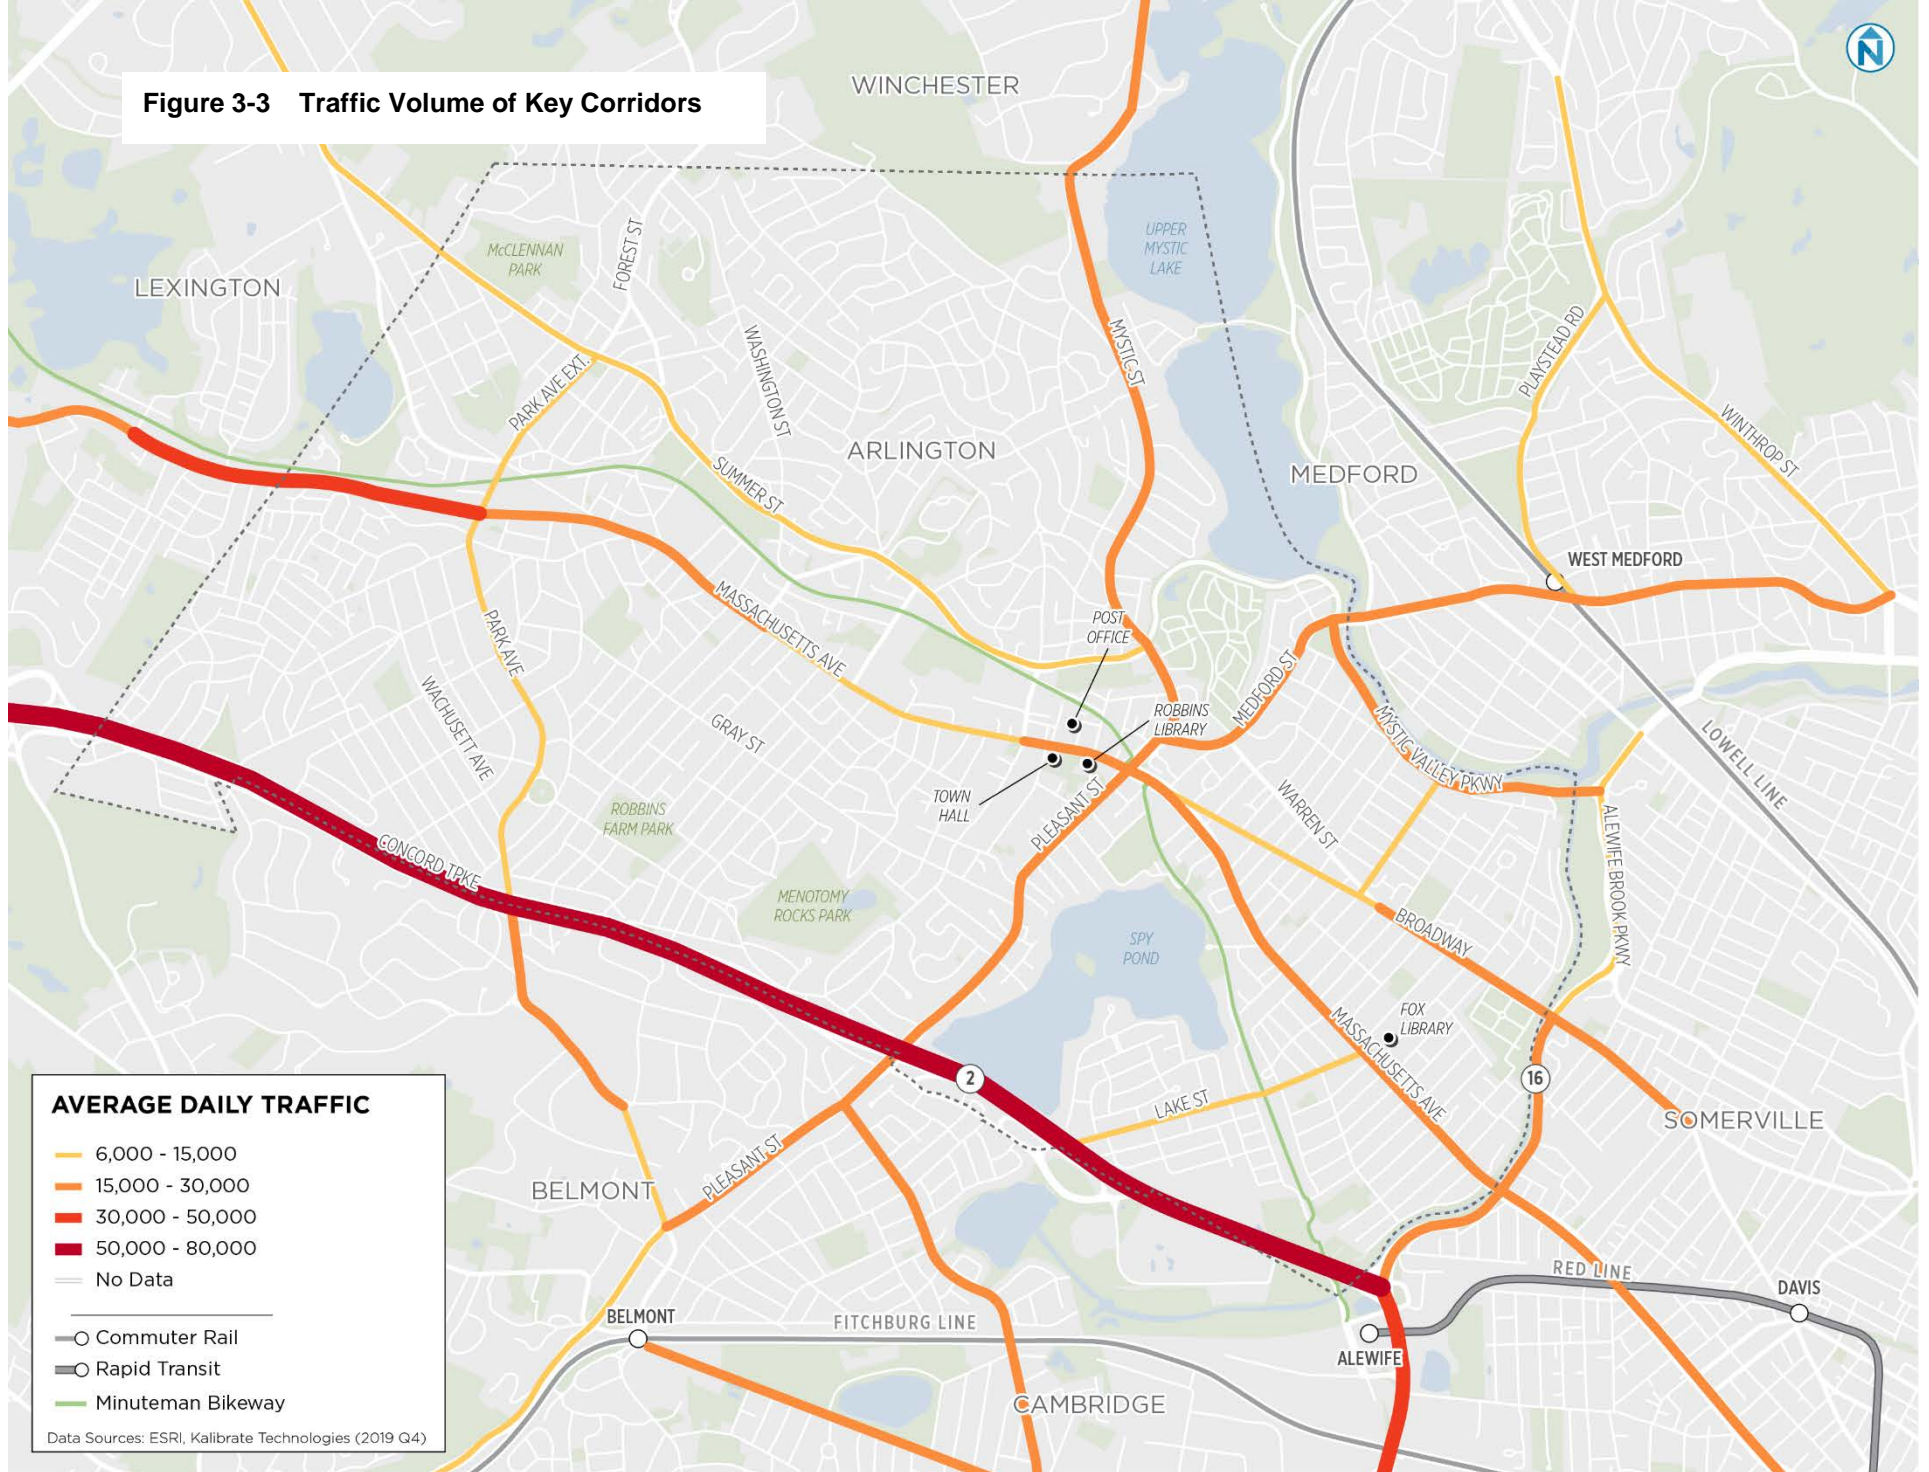 N
WINCHESTER
Figure 3-3 Traffic Volume of Key Corridors
McCLENNAN
PARK
FOREST ST
UPPER
MYSTIC
LAKE
LEXINGTON
PARK AVE EXT.
WASHINGTON ST
MYSTIC ST
PLAYSTEAD RD
WINTHROP ST
ARLINGTON
SUMMER ST
MEDFORD
WEST MEDFORD
MASSACHUSETTS AVE
PARK AVE
POST
OFFICE
WACHUSETT AVE
GRAY ST
ROBBINS
LIBRARY
MEDFORD ST
MYSTIC VALLEY PKWY
LOWELL LINE
TOWN
HALL
PLEASANT ST
WARREN ST
ROBBINS
FARM PARK
CONCORD TPKE
ALEWIFE BROOK PKWY
MENOTOMY
ROCKS PARK
BROADWAY
SPY
POND
FOX
LIBRARY
MASSACHUSETTS AVE
2
16
LAKE ST
SOMERVILLE
PLEASANT ST
BELMONT
RED LINE
DAVIS
BELMONT
FITCHBURG LINE
ALEWIFE
CAMBRIDGE
AVERAGE DAILY TRAFFIC
6,000 - 15,000
15,000 - 30,000
30,000 - 50,000
50,000 - 80,000
No Data
Commuter Rail
Rapid Transit
Minuteman Bikeway
Data Sources: ESRI, Kalibrate Technologies (2019 Q4)